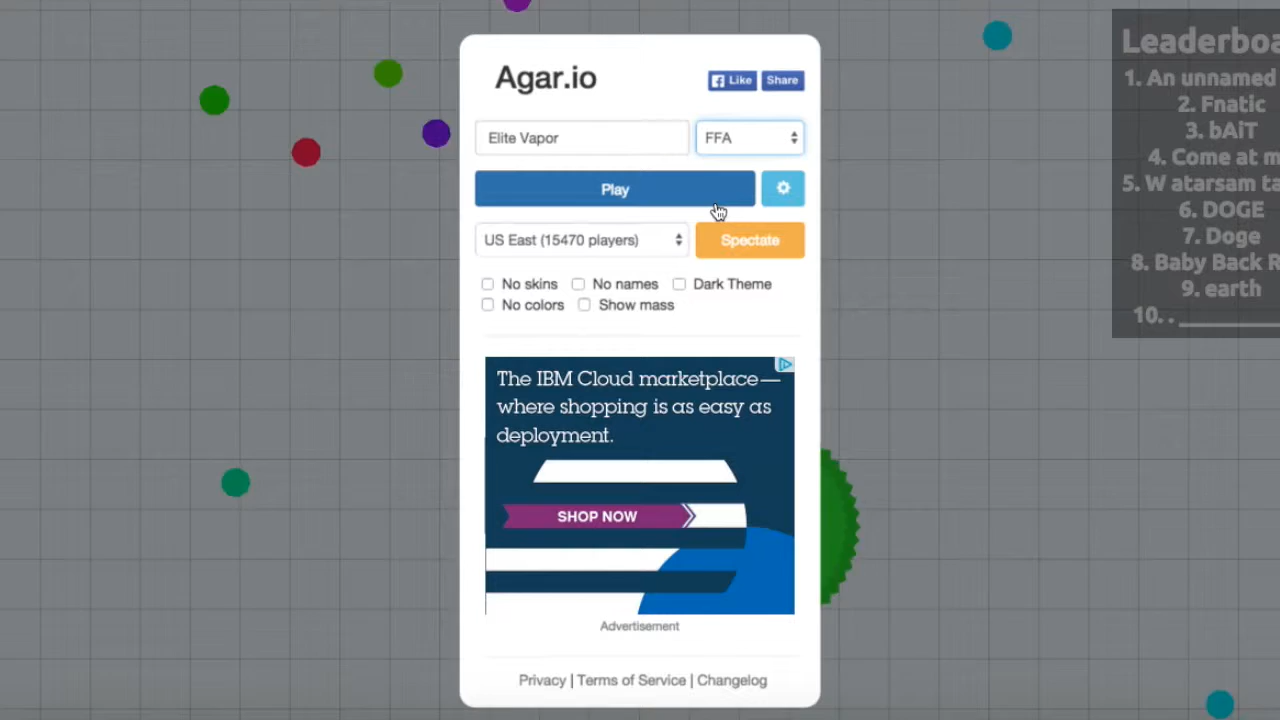 Agar.io
Like
Share
Elite Vapor
FFA
Play
US East (15470 players)
Spectate
No skins
No names
Dark Theme
No colors
Show mass
The IBM Cloud marketplace—
where shopping is as easy as
deployment.
SHOP NOW
Advertisement
Privacy | Terms of Service | Changelog
Leaderboa
1. An unnamed
2. Fnatic
3. bAiT
4. Come at m
5. W atarsam ta
6. DOGE
7. Doge
8. Baby Back R
9. earth
10. . ________